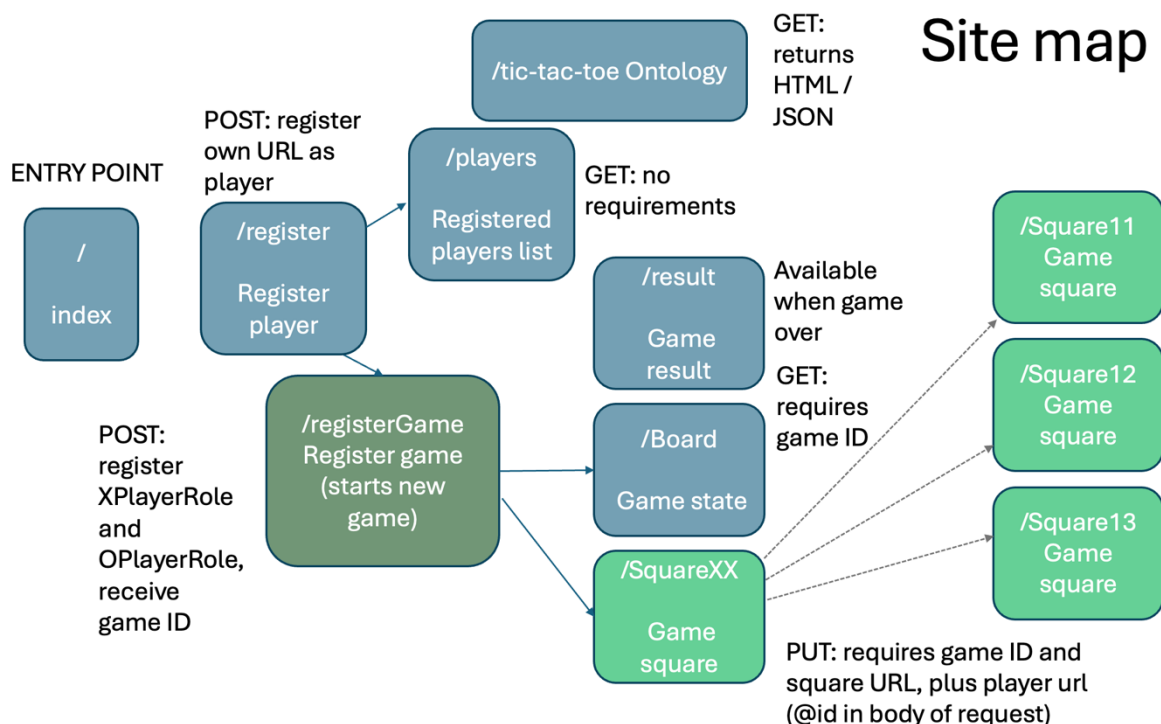 Site map
/tic-tac-toe Ontology
GET:
returns
HTML /
JSON
ENTRY POINT
/
index
POST: register
own URL as
player
/register
Register
player
/players
Registered
players list
GET: no
requirements
POST:
register
XPlayerRole
and
OPlayerRole,
receive
game ID
/registerGame
Register game
(starts new
game)
/result
Game
result
Available
when game
over
GET:
requires
game ID
/Board
Game state
/SquareXX
Game
square
/Square11
Game
square
/Square12
Game
square
/Square13
Game
square
PUT: requires game ID and
square URL, plus player url
(@id in body of request)